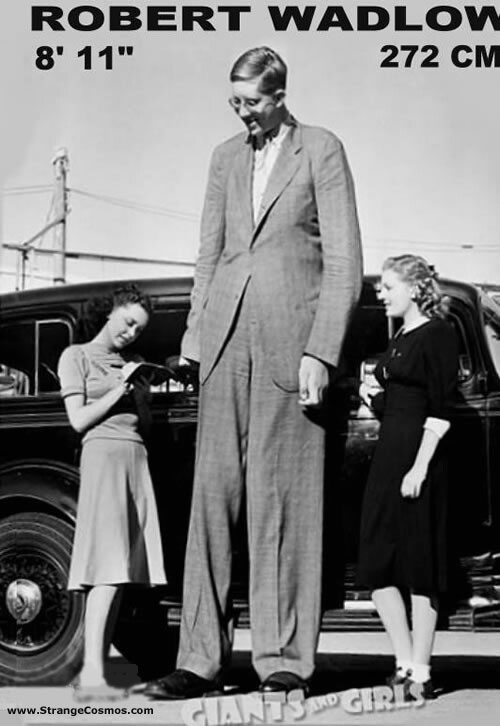 ROBERT WADLOW
8' 11"
272 CM
www.StrangeCosmos.com
GIANTS AND GIRLS